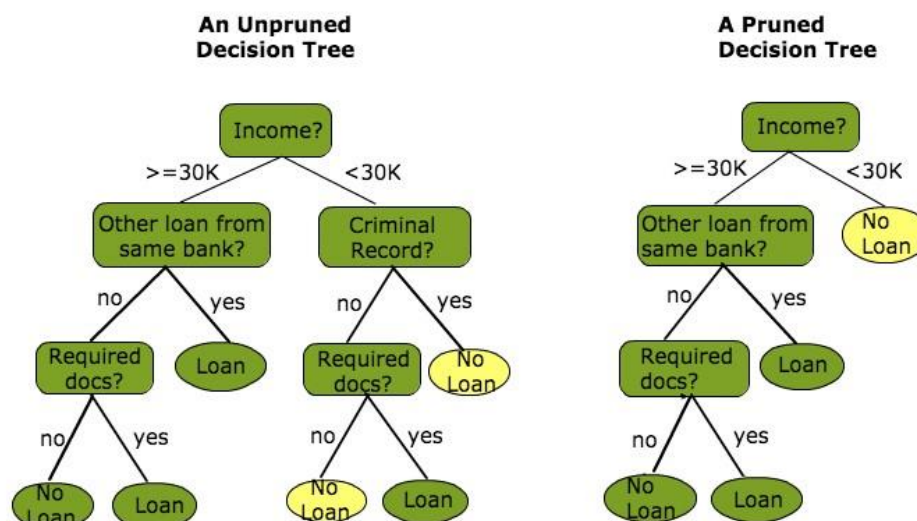 An Unpruned
Decision Tree
Income?
>=30K
<30K
Other loan from
same bank?
Criminal
Record?
no
yes
no
yes
Required
docs?
Loan
Required
docs?
No
Loan
no
yes
no
yes
No
Loan
Loan
No
Loan
Loan
A Pruned
Decision Tree
Income?
>=30K
<30K
Other loan from
same bank?
No
Loan
no
yes
Required
docs?
Loan
no
yes
No
Loan
Loan